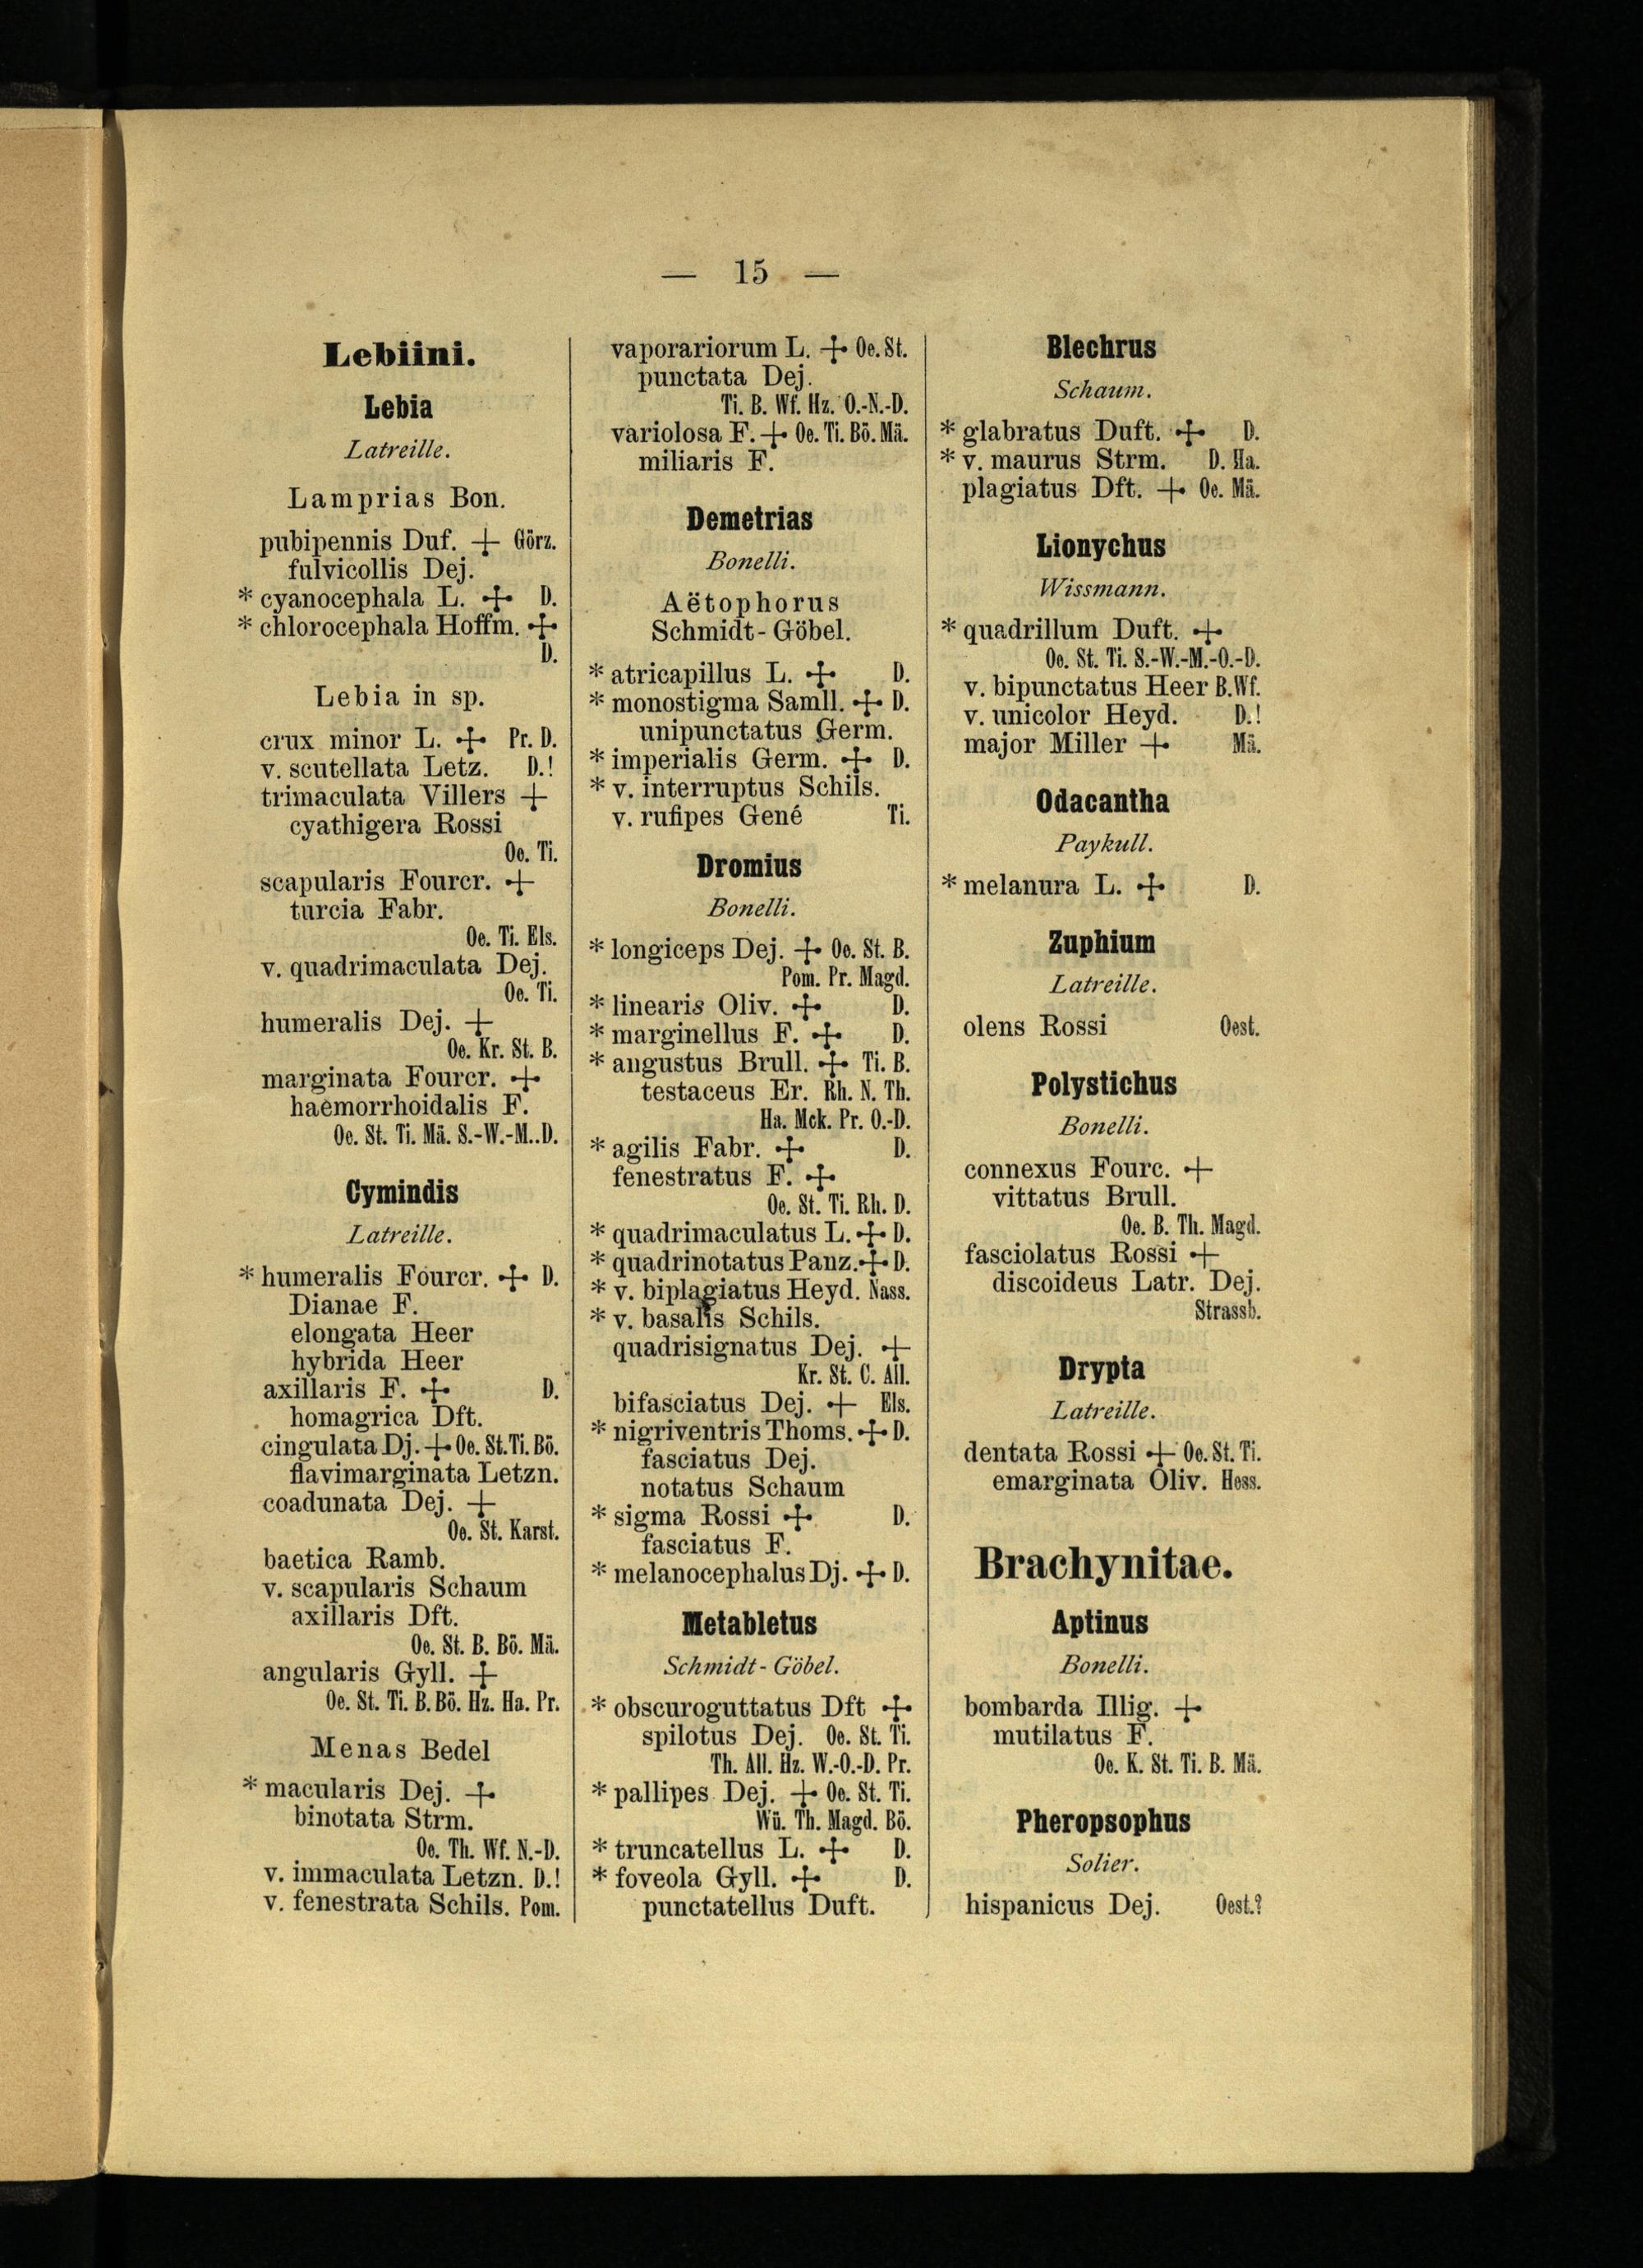 — 15 —
Lebiini.
Lebia
Latreille.
Lamprias Bon.
pubipennis Duf. + Görz.
fulvicollis Dej.
* cyanocephala L. + D.
* chlorocephala Hoffm. +
D.
Lebia in sp.
crux minor L. + Pr. D.
v. scutellata Letz. D.!
trimaculata Villers +
cyathigera Rossi
Oe. Ti.
scapularis Fourcr. +
turcia Fabr.
Oe. Ti. Els.
v. quadrimaculata Dej.
Oe. Ti.
humeralis Dej. +
Oe. Kr. St. B.
marginata Fourcr. +
haemorrhoidalis F.
Oe. St. Ti. Mä. S.-W.-M..D.
Cymindis
Latreille.
* humeralis Fourcr. + D.
Dianae F.
elongata Heer
hybrida Heer
axillaris F. + D.
homagrica Dft.
cingulata Dj. + Oe. St. Ti. Bö.
flavimarginata Letzn.
coadunata Dej. +
Oe. St. Karst.
baetica Ramb.
v. scapularis Schaum
axillaris Dft.
Oe. St. B. Bö. Mä.
angularis Gyll. +
Oe. St. Ti. B. Bö. Hz. Ha. Pr.
Menas Bedel
* macularis Dej. +
binotata Strm.
Oe. Th. Wf. N.-D.
v. immaculata Letzn. D.!
v. fenestrata Schils. Pom.
vaporariorum L. + Oe. St.
punctata Dej.
Ti. B. Wf. Hz. O.-N.-D.
variolosa F. + Oe. Ti. Bö. Mä.
miliaris F.
Demetrias
Bonelli.
Aëtophorus
Schmidt-Göbel.
* atricapillus L. + D.
* monostigma Samll. + D.
unipunctatus Germ.
* imperialis Germ. + D.
* v. interruptus Schils.
v. rufipes Gené Ti.
Dromius
Bonelli.
* longiceps Dej. + Oe. St. B.
Pom. Pr. Magd.
* linearis Oliv. + D.
* marginellus F. + D.
* angustus Brull. + Ti. B.
testaceus Er. Rh. N. Th.
Ha. Mck. Pr. O.-D.
* agilis Fabr. + D.
fenestratus F. +
Oe. St. Ti. Rh. D.
* quadrimaculatus L. + D.
* quadrinotatus Panz. + D.
* v. biplagiatus Heyd. Nass.
* v. basalis Schils.
quadrisignatus Dej. +
Kr. St. C. All.
bifasciatus Dej. + Els.
* nigriventris Thoms. + D.
fasciatus Dej.
notatus Schaum
* sigma Rossi + D.
fasciatus F.
* melanocephalus Dj. + D.
Metabletus
Schmidt-Göbel.
* obscuroguttatus Dft +
spilotus Dej. Oe. St. Ti.
Th. All. Hz. W.-O.-D. Pr.
* pallipes Dej. + Oe. St. Ti.
Wü. Th. Magd. Bö.
* truncatellus L. + D.
* foveola Gyll. + D.
punctatellus Duft.
Blechrus
Schaum.
* glabratus Duft. + D.
* v. maurus Strm. D. Ha.
plagiatus Dft. + Oe. Mä.
Lionychus
Wissmann.
* quadrillum Duft. +
Oe. St. Ti. S.-W.-M.-O.-D.
v. bipunctatus Heer B. Wf.
v. unicolor Heyd. D.!
major Miller + Mä.
Odacantha
Paykull.
* melanura L. + D.
Zuphium
Latreille.
olens Rossi Oest.
Polystichus
Bonelli.
connexus Fourc. +
vittatus Brull.
Oe. B. Th. Magd.
fasciolatus Rossi +
discoideus Latr. Dej.
Strassb.
Drypta
Latreille.
dentata Rossi + Oe. St. Ti.
emarginata Oliv. Hess.
Brachynitae.
Aptinus
Bonelli.
bombarda Illig. +
mutilatus F.
Oe. K. St. Ti. B. Mä.
Pheropsophus
Solier.
hispanicus Dej. Oest.?